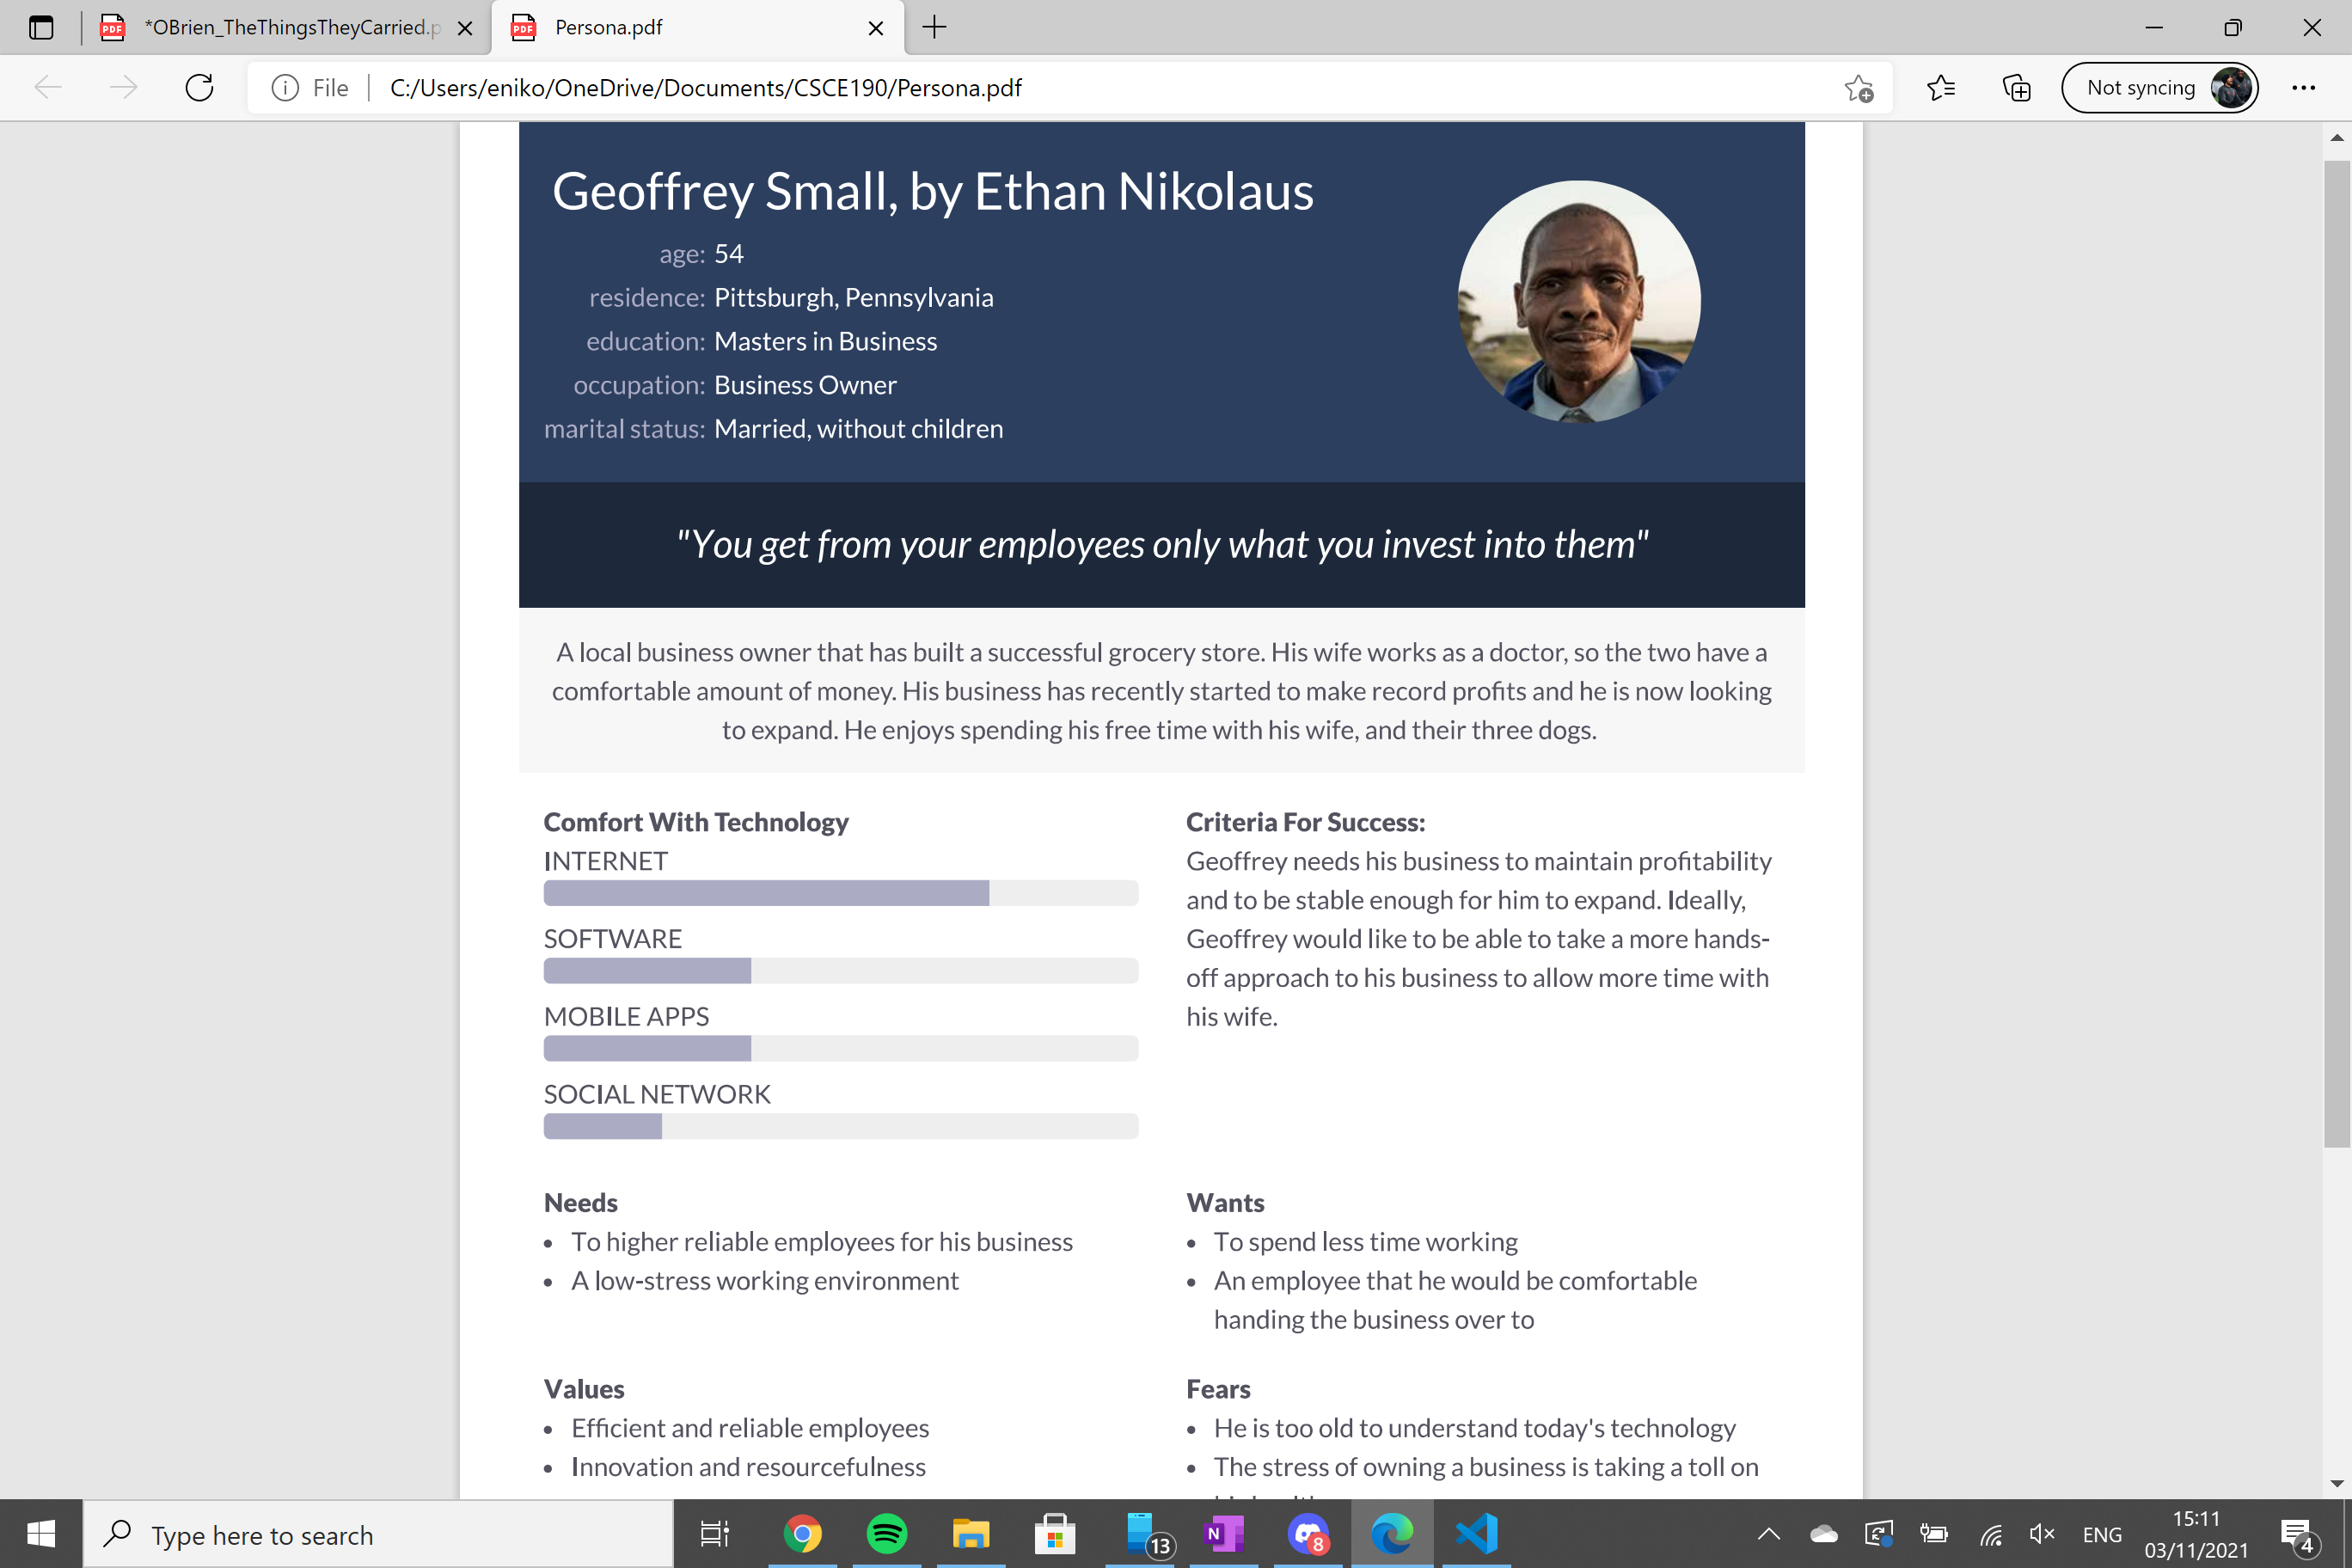 *OBrien_TheThingsTheyCarried.p
Persona.pdf
File
C:/Users/eniko/OneDrive/Documents/CSCE190/Persona.pdf
Not syncing
Geoffrey Small, by Ethan Nikolaus
age: 54
residence: Pittsburgh, Pennsylvania
education: Masters in Business
occupation: Business Owner
marital status: Married, without children
"You get from your employees only what you invest into them"
A local business owner that has built a successful grocery store. His wife works as a doctor, so the two have a
comfortable amount of money. His business has recently started to make record profits and he is now looking
to expand. He enjoys spending his free time with his wife, and their three dogs.
Comfort With Technology
INTERNET
SOFTWARE
MOBILE APPS
SOCIAL NETWORK
Criteria For Success:
Geoffrey needs his business to maintain profitability
and to be stable enough for him to expand. Ideally,
Geoffrey would like to be able to take a more hands-
off approach to his business to allow more time with
his wife.
Needs
• To higher reliable employees for his business
• A low-stress working environment
Wants
• To spend less time working
• An employee that he would be comfortable
handing the business over to
Values
• Efficient and reliable employees
• Innovation and resourcefulness
Fears
• He is too old to understand today's technology
• The stress of owning a business is taking a toll on
Type here to search
13
N
8
ENG
15:11
03/11/2021
4